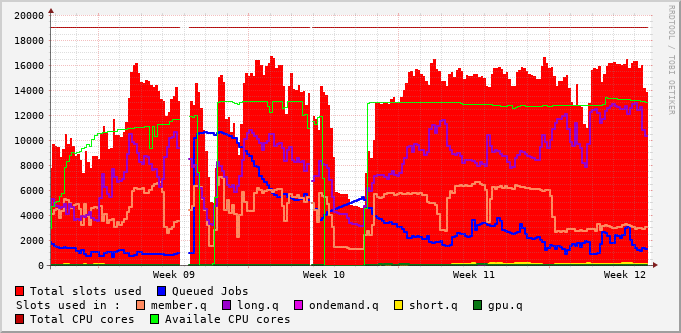 20000
18000
16000
14000
12000
10000
8000
6000
4000
2000
0
Week 09 Week 10 Week 11 Week 12
RRDTOOL / TOBI OETIKER
Total slots used Queued Jobs
Slots used in : member.q long.q ondemand.q short.q gpu.q
Total CPU cores Availale CPU cores